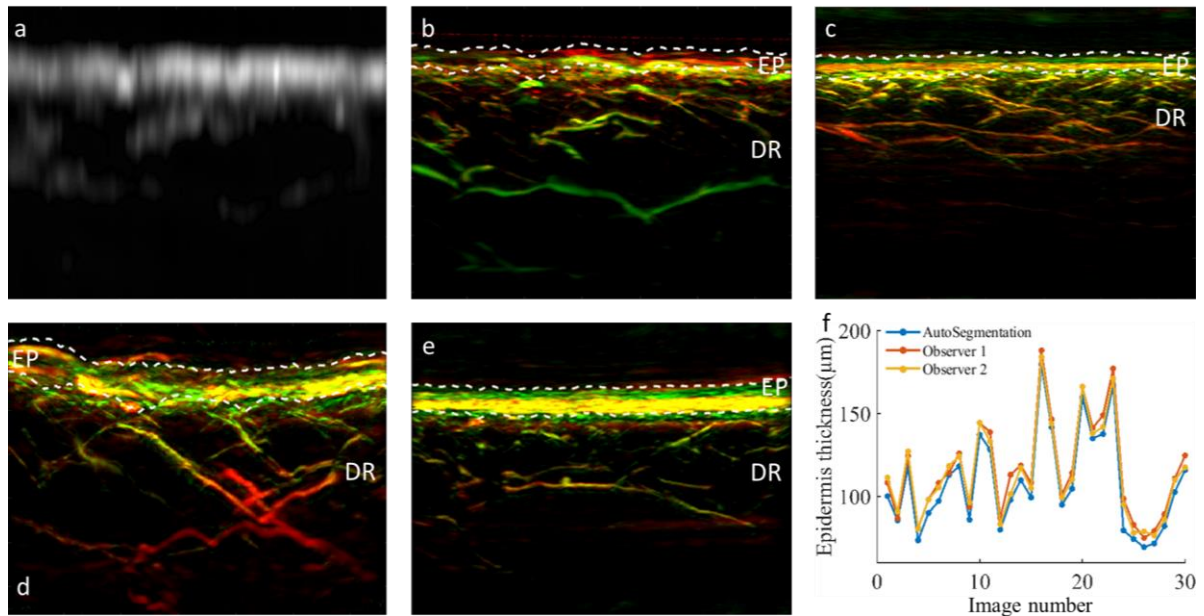 a
b
EP
DR
c
EP
DR
EP
DR
d
e
EP
DR
f
200
150
100
Epidermis thickness(μm)
AutoSegmentation
Observer 1
Observer 2
0
10
20
30
Image number